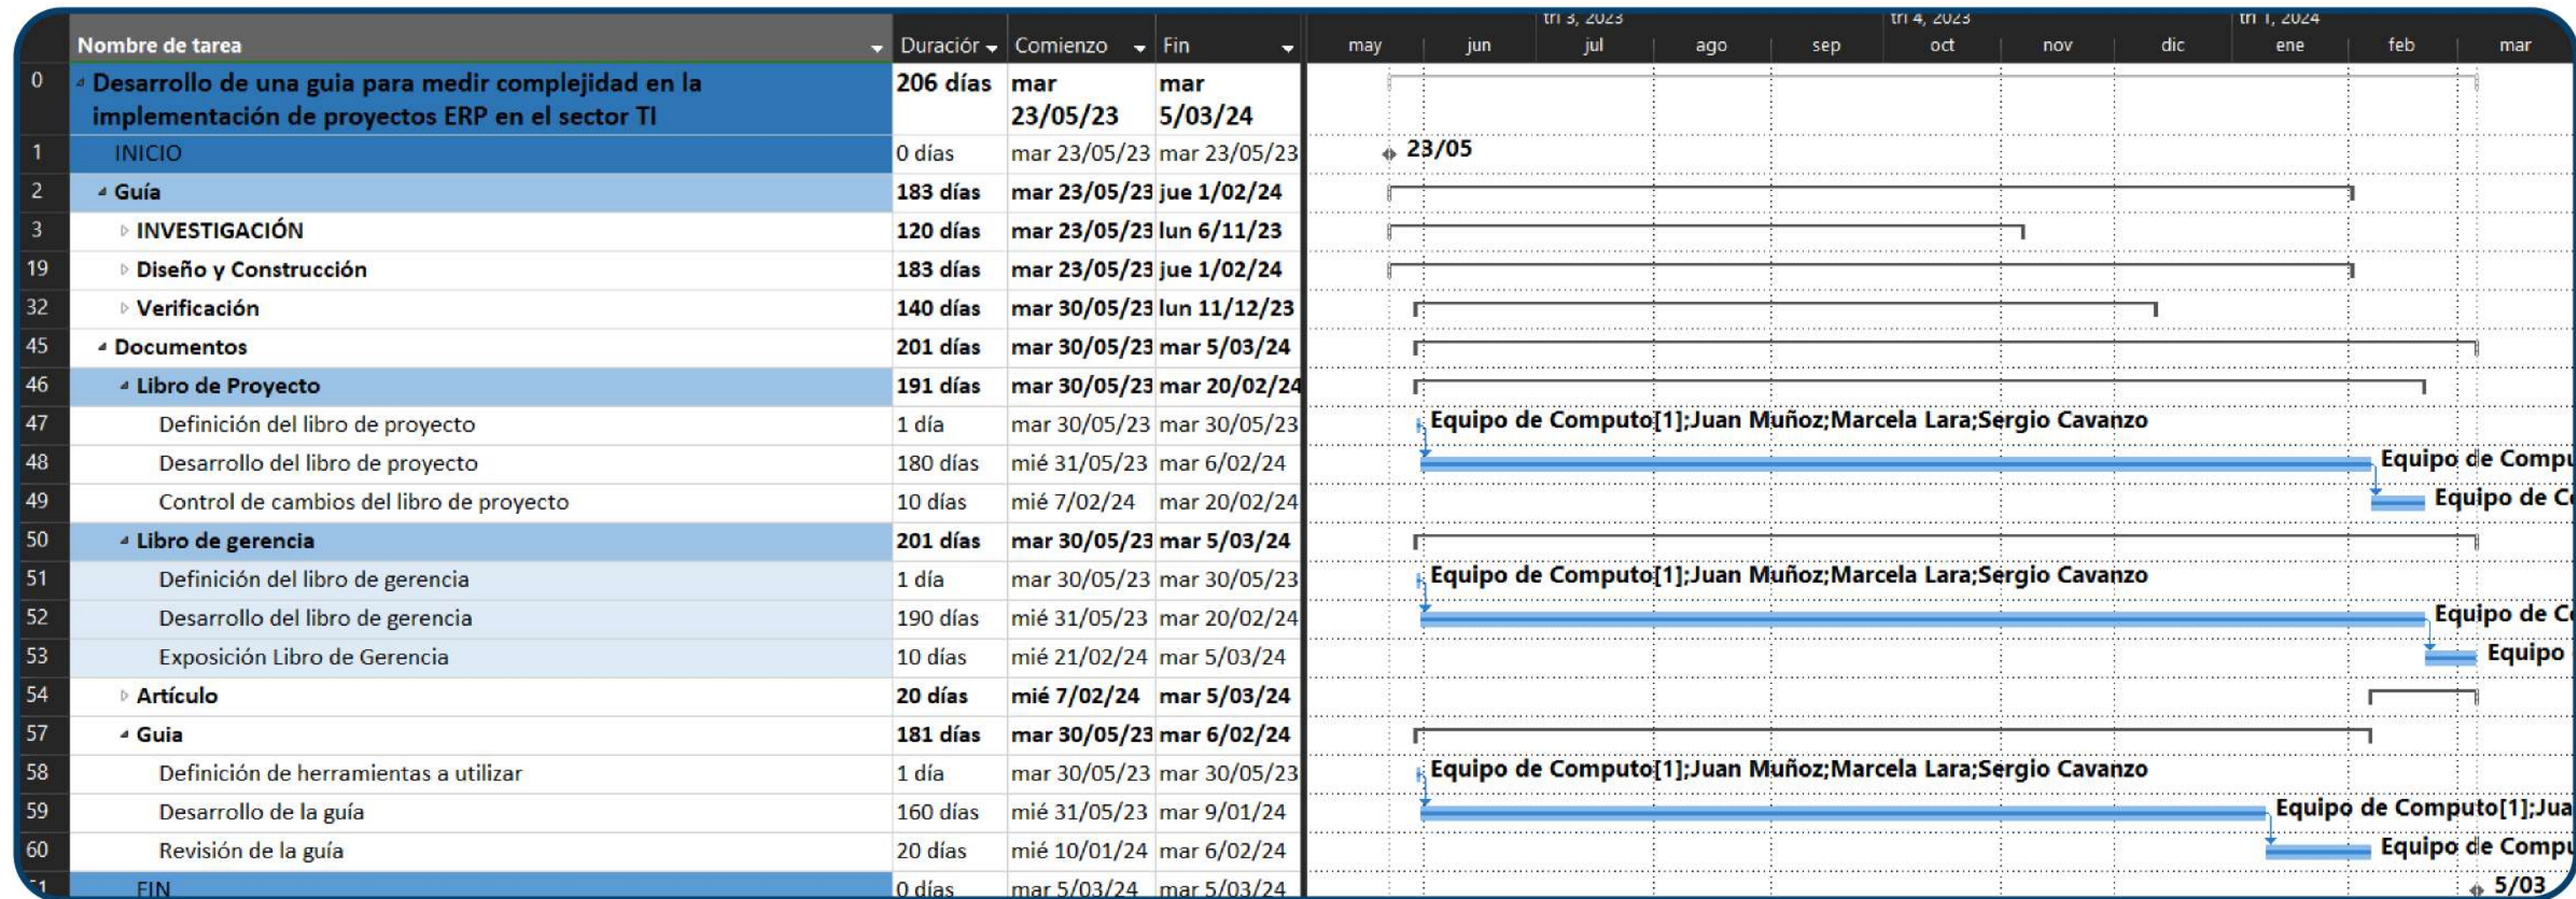 tri 3, 2023 tri 4, 2023 tri 1, 2024
Nombre de tarea Duraciór Comienzo Fin may jun jul ago sep oct nov dic ene feb mar
0 Desarrollo de una guia para medir complejidad en la 206 días mar mar
implementación de proyectos ERP en el sector TI 23/05/23 5/03/24
1 INICIO 0 días mar 23/05/23 mar 23/05/23 23/05
2 Guía 183 días mar 23/05/23 jue 1/02/24
3 INVESTIGACIÓN 120 días mar 23/05/23 lun 6/11/23
19 Diseño y Construcción 183 días mar 23/05/23 jue 1/02/24
32 Verificación 140 días mar 30/05/23 lun 11/12/23
45 Documentos 201 días mar 30/05/23 mar 5/03/24
46 Libro de Proyecto 191 días mar 30/05/23 mar 20/02/24
47 Definición del libro de proyecto 1 día mar 30/05/23 mar 30/05/23 Equipo de Computo[1];Juan Muñoz;Marcela Lara;Sergio Cavanzo
48 Desarrollo del libro de proyecto 180 días mié 31/05/23 mar 6/02/24 Equipo de Compu
49 Control de cambios del libro de proyecto 10 días mié 7/02/24 mar 20/02/24 Equipo de C
50 Libro de gerencia 201 días mar 30/05/23 mar 5/03/24
51 Definición del libro de gerencia 1 día mar 30/05/23 mar 30/05/23 Equipo de Computo[1];Juan Muñoz;Marcela Lara;Sergio Cavanzo
52 Desarrollo del libro de gerencia 190 días mié 31/05/23 mar 20/02/24 Equipo de C
53 Exposición Libro de Gerencia 10 días mié 21/02/24 mar 5/03/24 Equipo
54 Artículo 20 días mié 7/02/24 mar 5/03/24
57 Guia 181 días mar 30/05/23 mar 6/02/24
58 Definición de herramientas a utilizar 1 día mar 30/05/23 mar 30/05/23 Equipo de Computo[1];Juan Muñoz;Marcela Lara;Sergio Cavanzo
59 Desarrollo de la guía 160 días mié 31/05/23 mar 9/01/24 Equipo de Computo[1];Jua
60 Revisión de la guía 20 días mié 10/01/24 mar 6/02/24 Equipo de Compu
FIN 0 días mar 5/03/24 mar 5/03/24 5/03